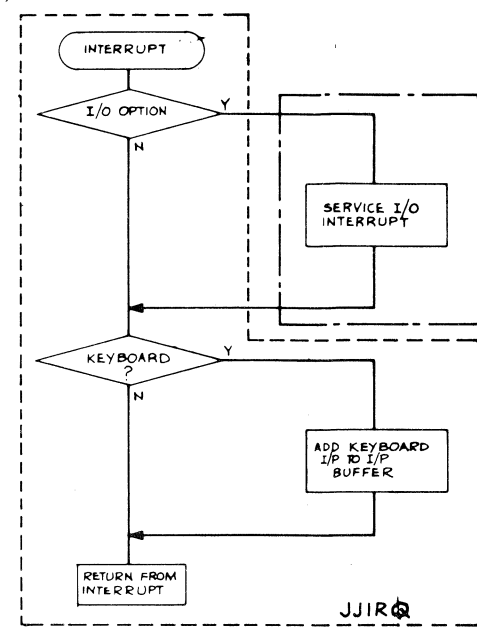 INTERRUPT
I/O OPTION
Y
N
SERVICE I/O
INTERRUPT
KEYBOARD
?
Y
N
ADD KEYBOARD
I/P TO I/P
BUFFER
RETURN FROM
INTERRUPT
JJIRQ